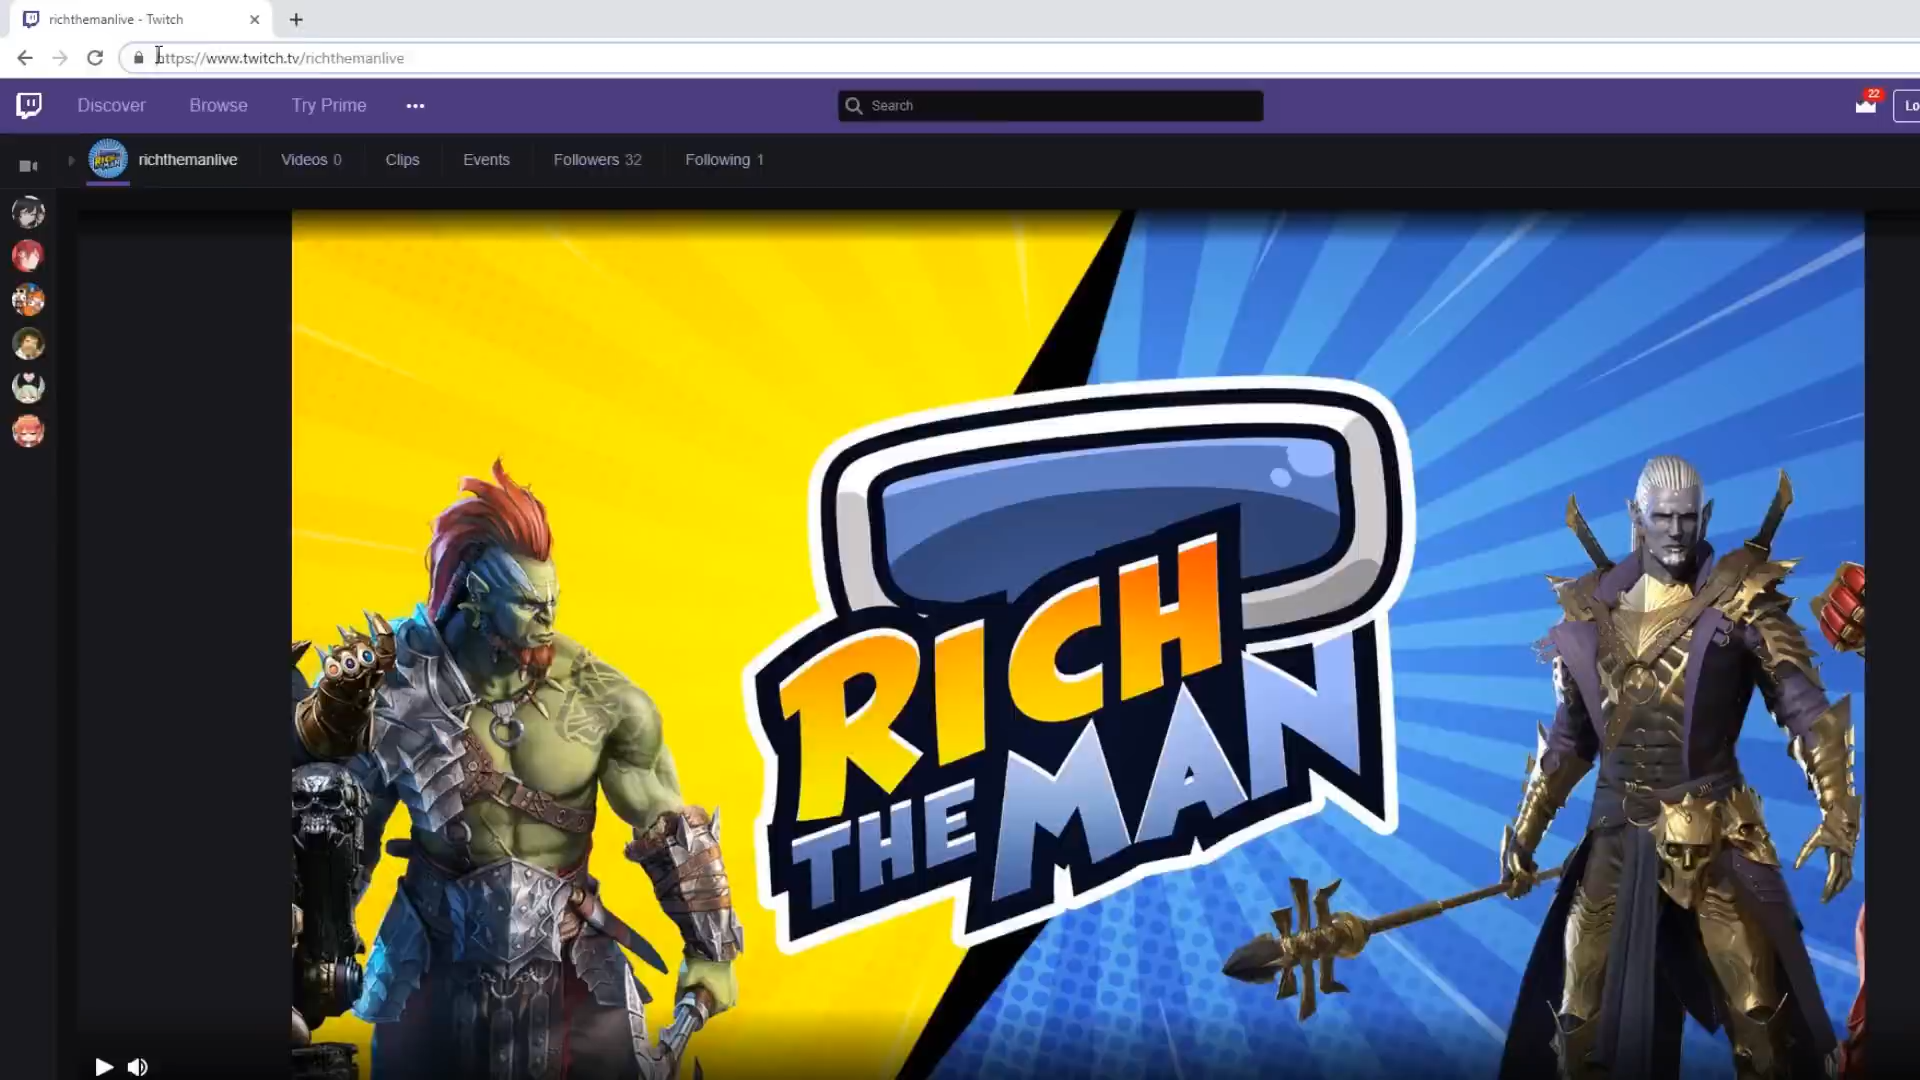 richthemanlive - Twitch
https://www.twitch.tv/richthemanlive
Discover
Browse
Try Prime
Search
22
Lo
richthemanlive
Videos 0
Clips
Events
Followers 32
Following 1
RICH
THE MAN